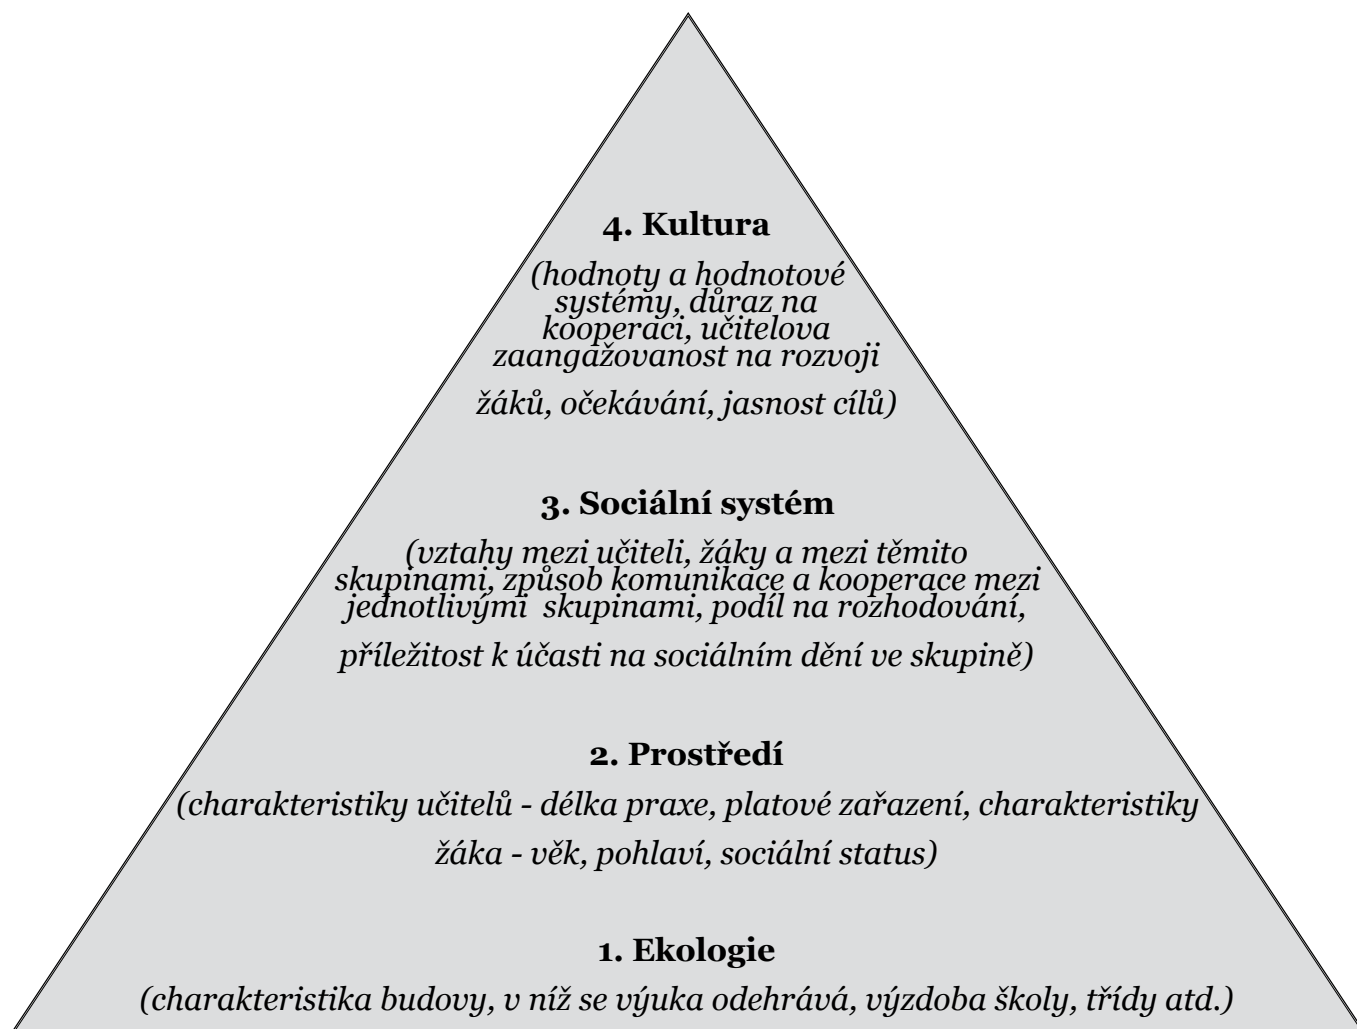 4. Kultura
(hodnoty a hodnotové
systémy, důraz na
kooperaci, učitelova
zaangažovanost na rozvoji
žáků, očekávání, jasnost cílů)
3. Sociální systém
(vztahy mezi učiteli, žáky a mezi těmito
skupinami, způsob komunikace a kooperace mezi
jednotlivými skupinami, podíl na rozhodování,
příležitost k účasti na sociálním dění ve skupině)
2. Prostředí
(charakteristiky učitelů - délka praxe, platové zařazení, charakteristiky
žáka - věk, pohlaví, sociální status)
1. Ekologie
(charakteristika budovy, v níž se výuka odehrává, výzdoba školy, třídy atd.)